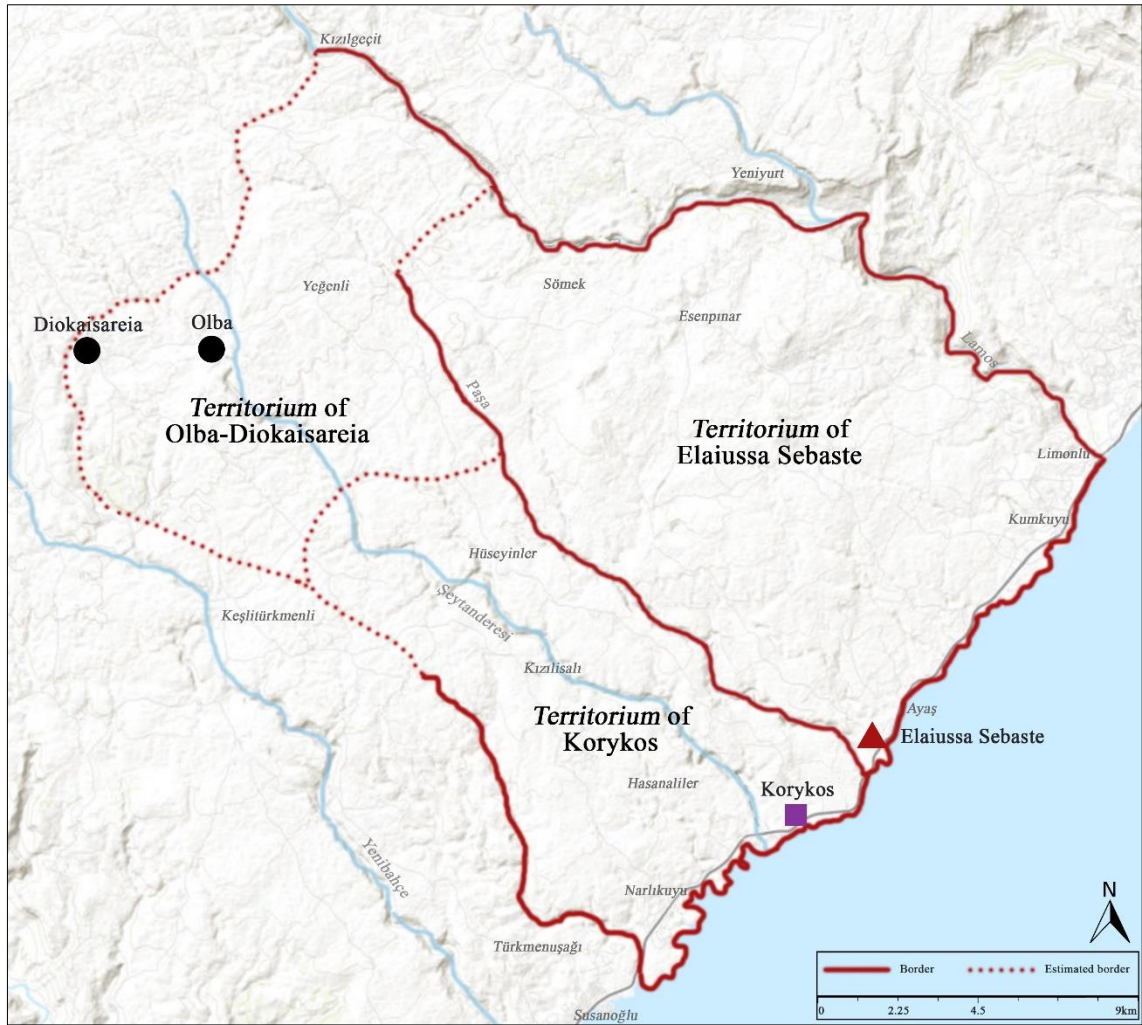 Kızılgeçit
Yeniyurt
Yeğenli
Sömek
Esenpınar
Diokaisareia
Olba
Lamos
Paşa
Territorium of
Olba-Diokaisareia
Territorium of
Elaiussa Sebaste
Limonlu
Kumkuyu
Hüseyinler
Şeytanderesi
Keşlitürkmenli
Kızılisalı
Territorium of
Korykos
Ayaş
Elaiussa Sebaste
Hasanaliler
Korykos
Yenibahçe
Narlıkuyu
Türkmenuşağı
Susanoğlu
N
Border
Estimated border
0 2.25 4.5 9km